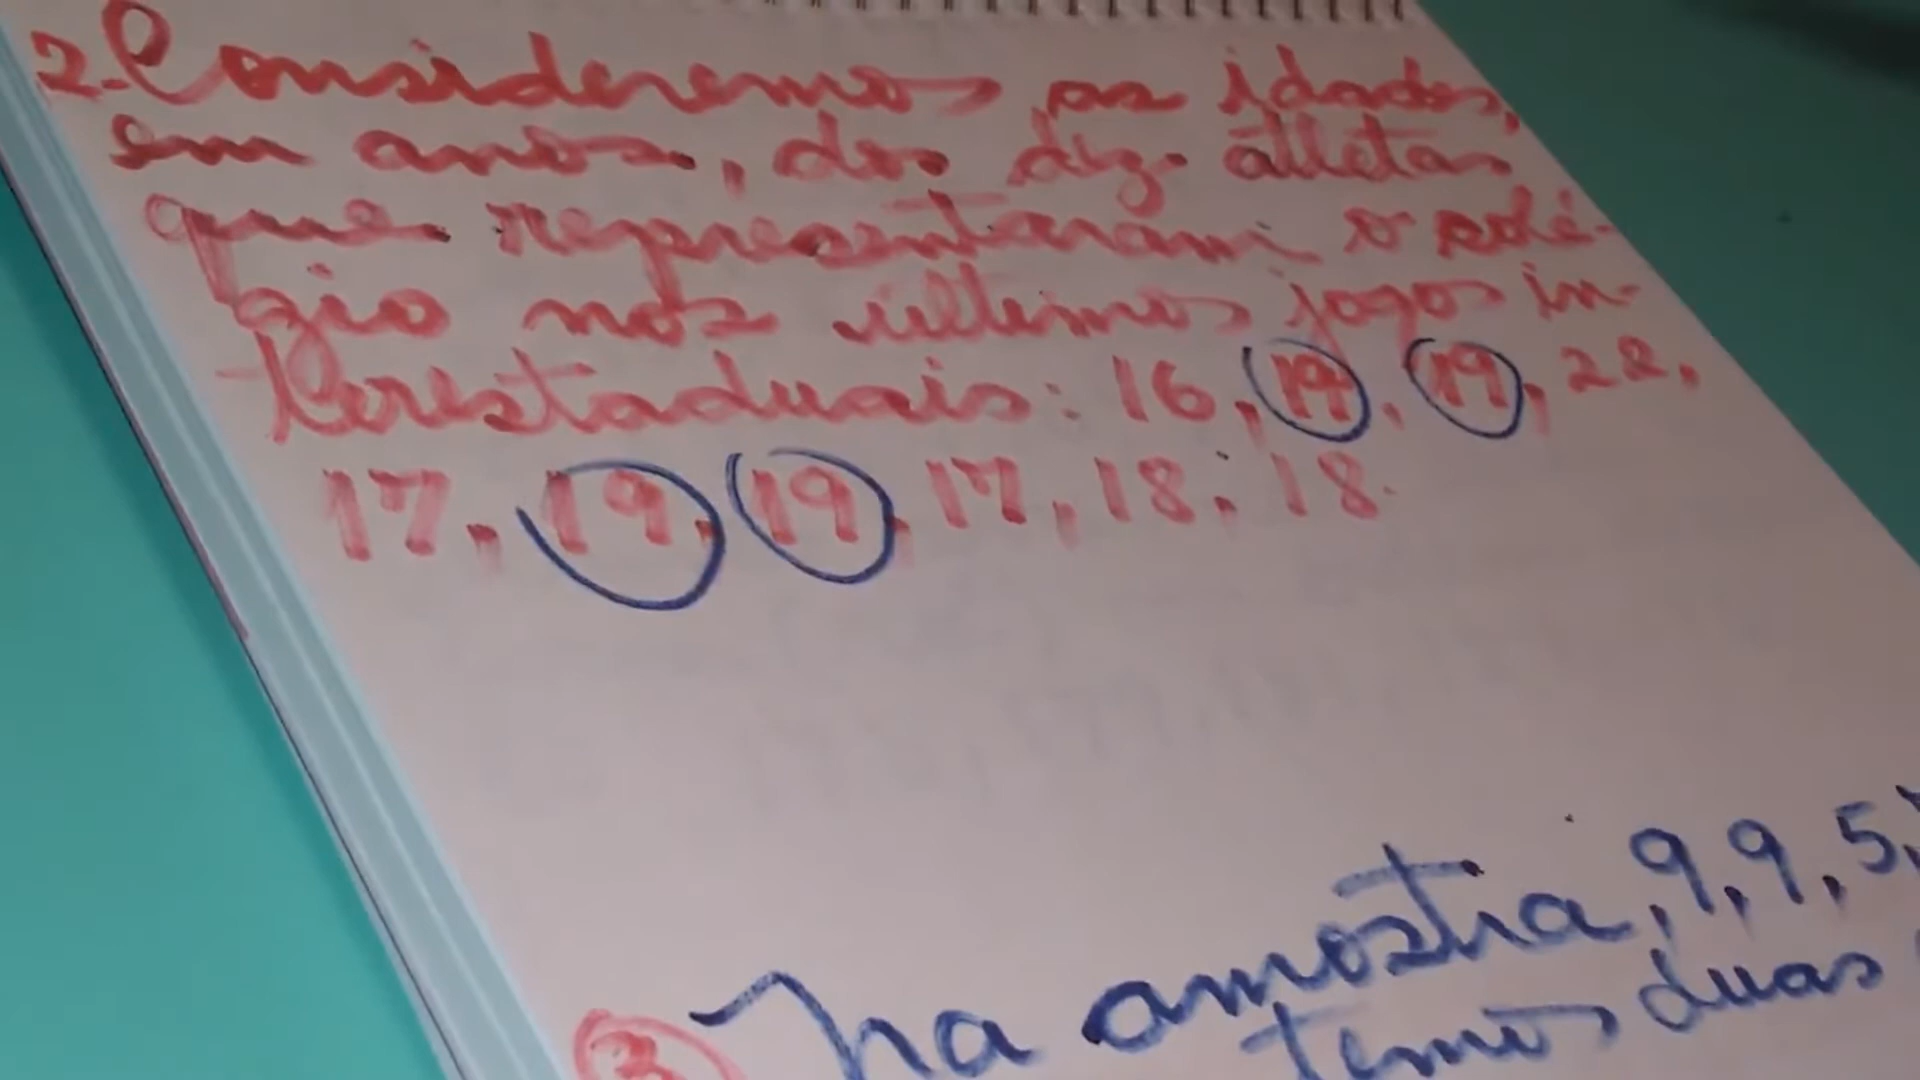 2. Consideremos as idades,
em anos, dos dez atletas
que representaram o colé-
gio nos últimos jogos in-
terestaduais: 16, 19, 19, 22,
17, 19, 19, 17, 18, 18.
3 na amostra, 9, 9, 5,
temos duas